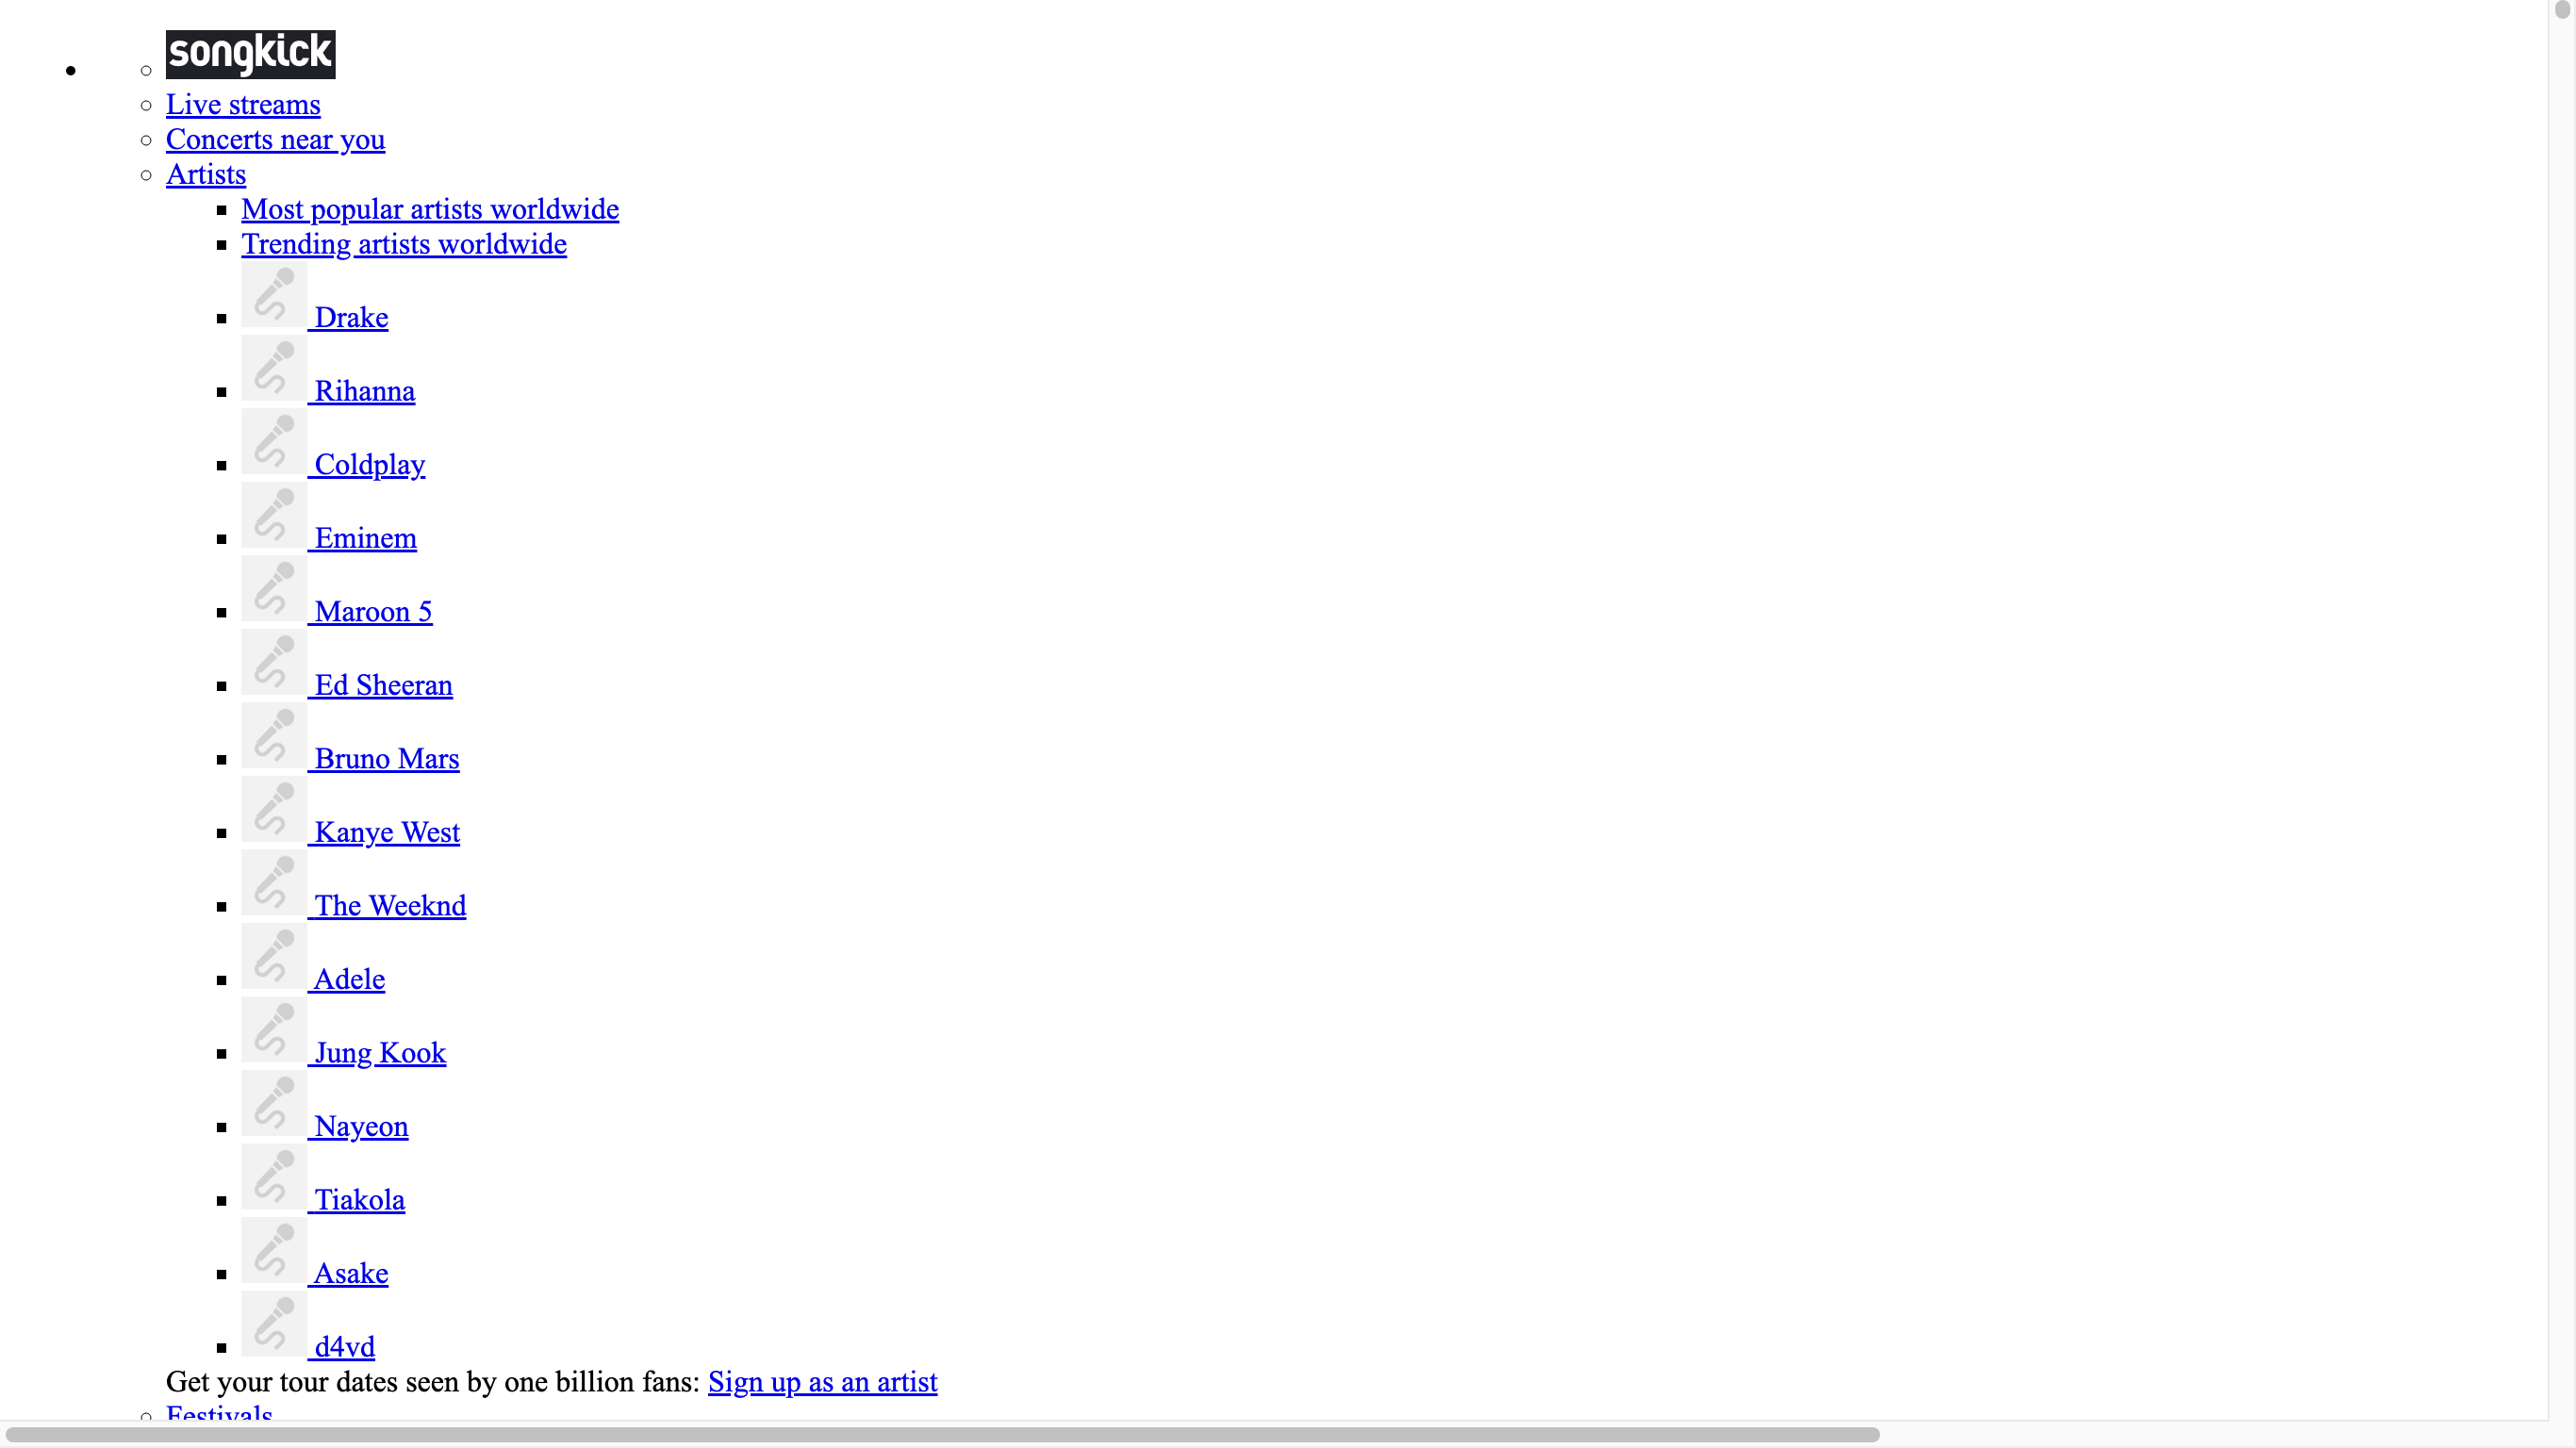 songkick
Live streams
Concerts near you
Artists
Most popular artists worldwide
Trending artists worldwide
Drake
Rihanna
Coldplay
Eminem
Maroon 5
Ed Sheeran
Bruno Mars
Kanye West
The Weeknd
Adele
Jung Kook
Nayeon
Tiakola
Asake
d4vd
Get your tour dates seen by one billion fans: Sign up as an artist
Festivals